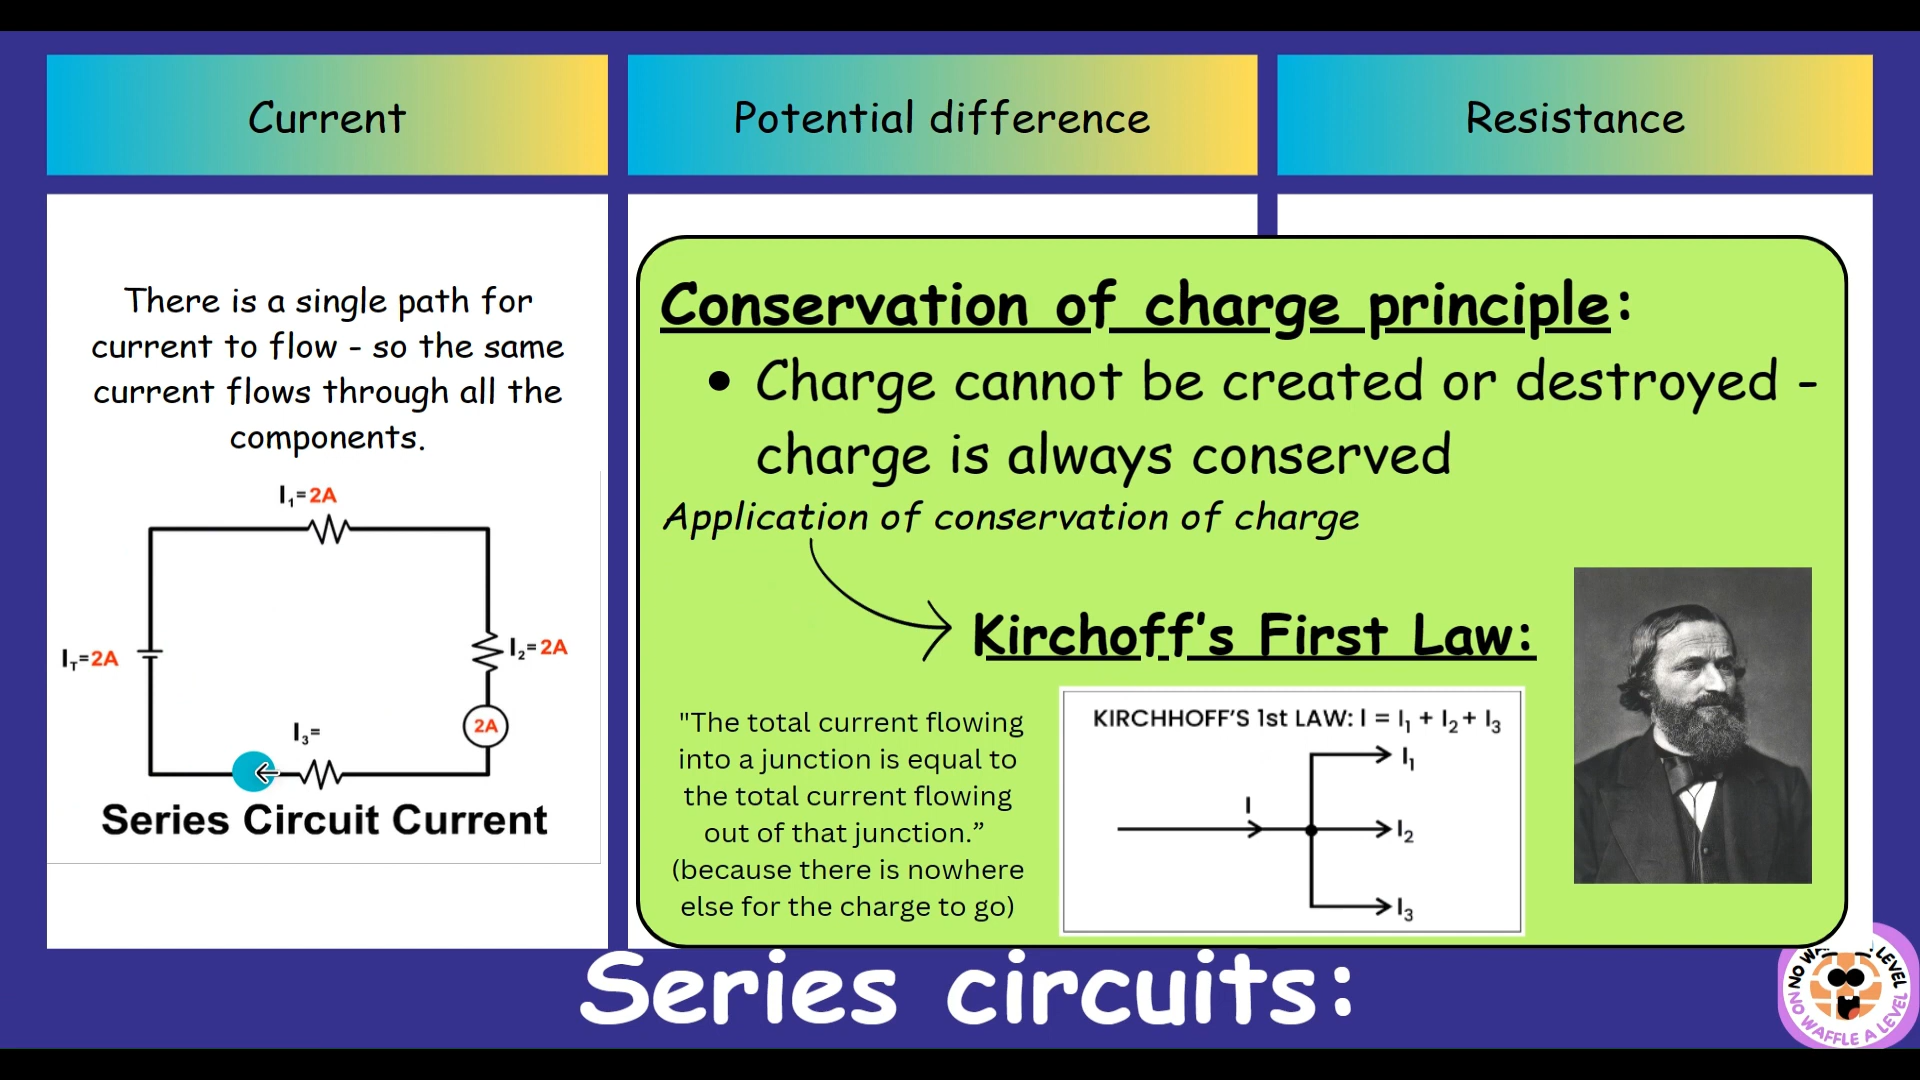 Current
Potential difference
Resistance
There is a single path for
current to flow - so the same
current flows through all the
components.
I₁=2A
I_T=2A
I₂=2A
2A
I₃=
Series Circuit Current
Conservation of charge principle:
• Charge cannot be created or destroyed -
charge is always conserved
Application of conservation of charge
Kirchoff's First Law:
"The total current flowing
into a junction is equal to
the total current flowing
out of that junction.”
(because there is nowhere
else for the charge to go)
KIRCHHOFF'S 1st LAW: I = I₁ + I₂ + I₃
I₁
I
I₂
I₃
Series circuits:
NO WAFFLE A LEVEL